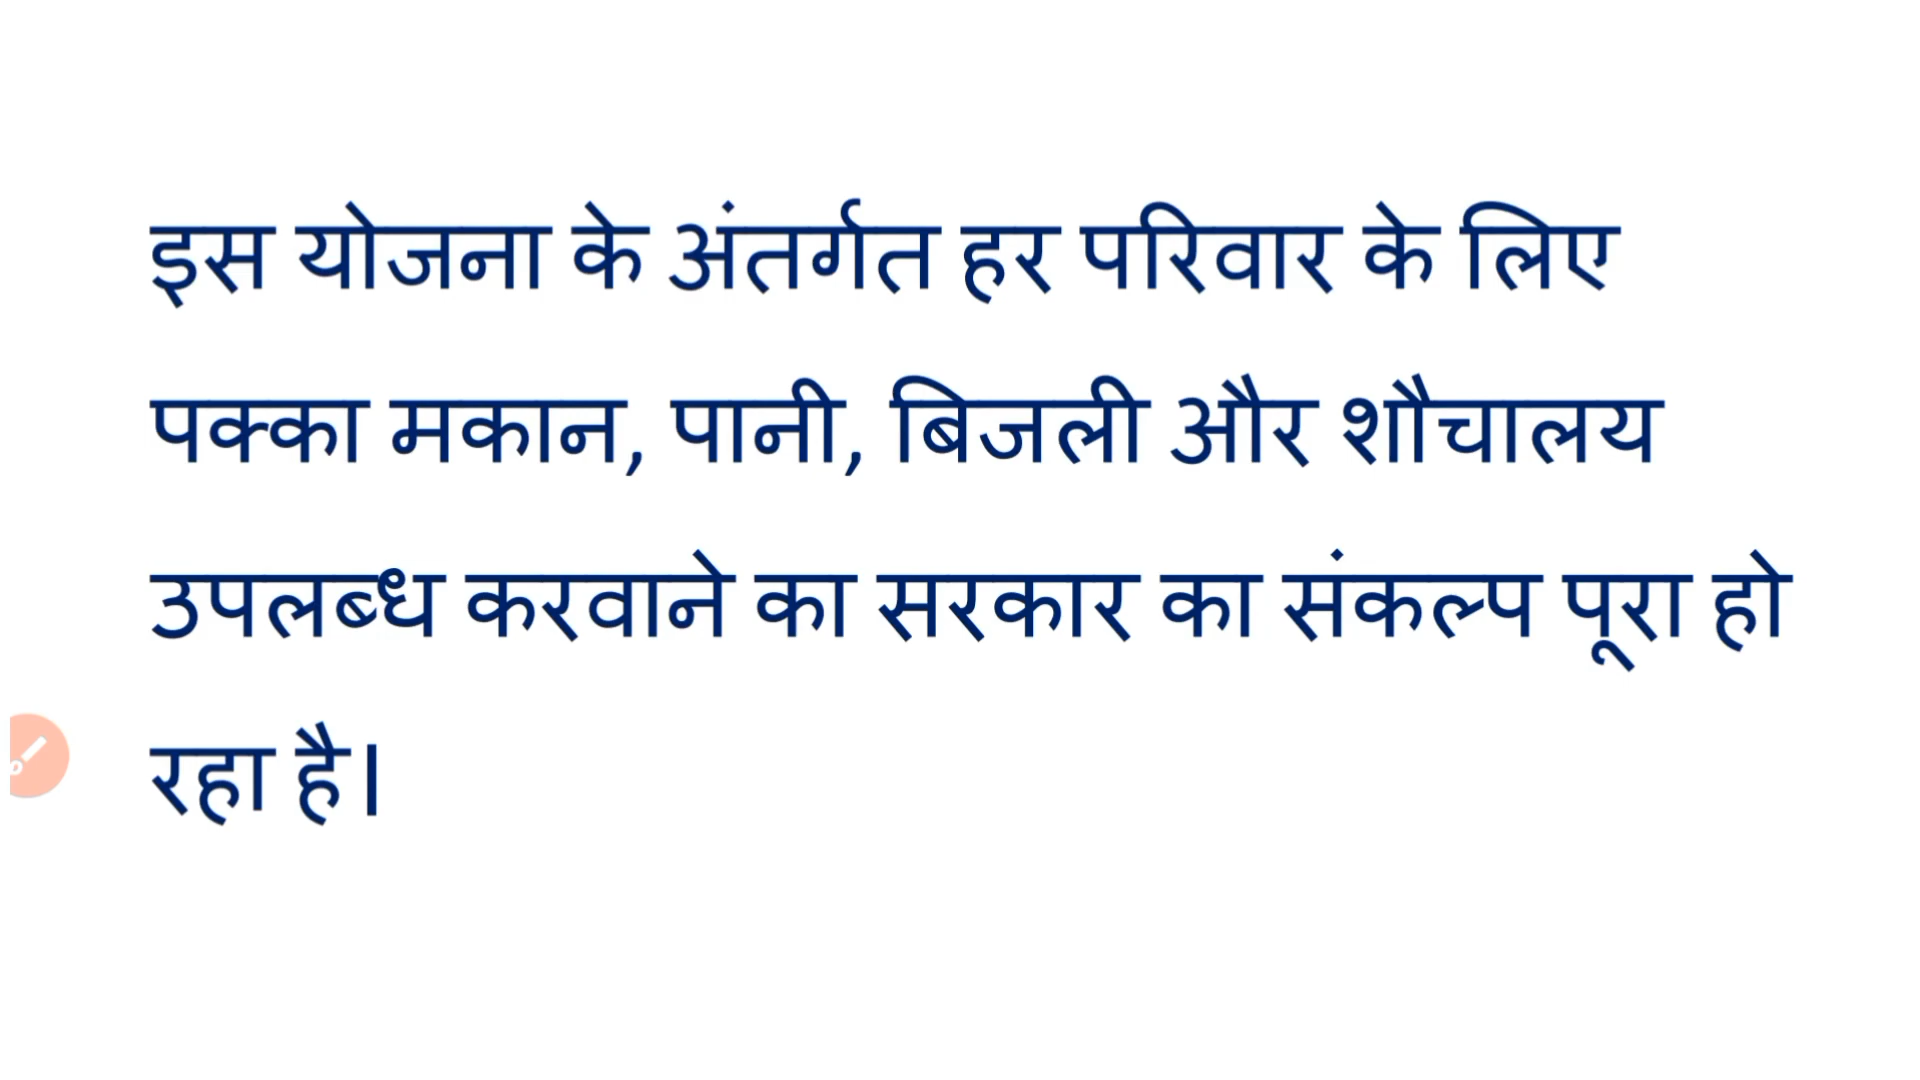 इस योजना के अंतर्गत हर परिवार के लिए
पक्का मकान, पानी, बिजली और शौचालय
उपलब्ध करवाने का सरकार का संकल्प पूरा हो
रहा है।